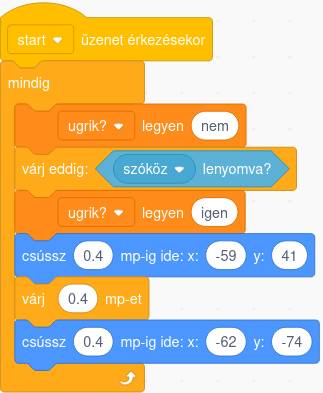 start űzenet érkezésekor
mindig
ugrik? legyen nem
várj eddig: szóköz lenyomva?
ugrik? legyen igen
csússz 0.4 mp-ig ide: x: -59 y: 41
várj 0.4 mp-et
csússz 0.4 mp-ig ide: x: -62 y: -74